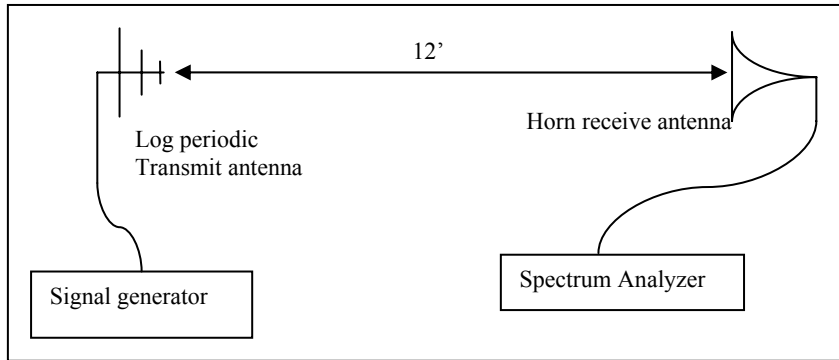 12’
Horn receive antenna
Log periodic
Transmit antenna
Signal generator
Spectrum Analyzer